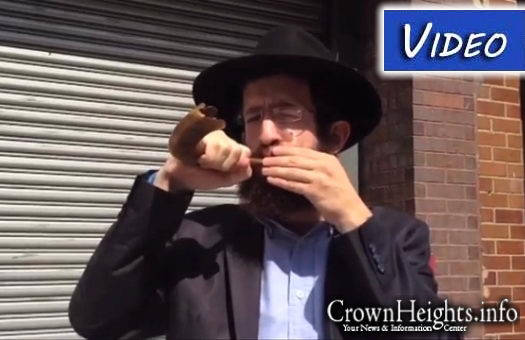 VIDEO
CrownHeights.info
Your News & Information Center